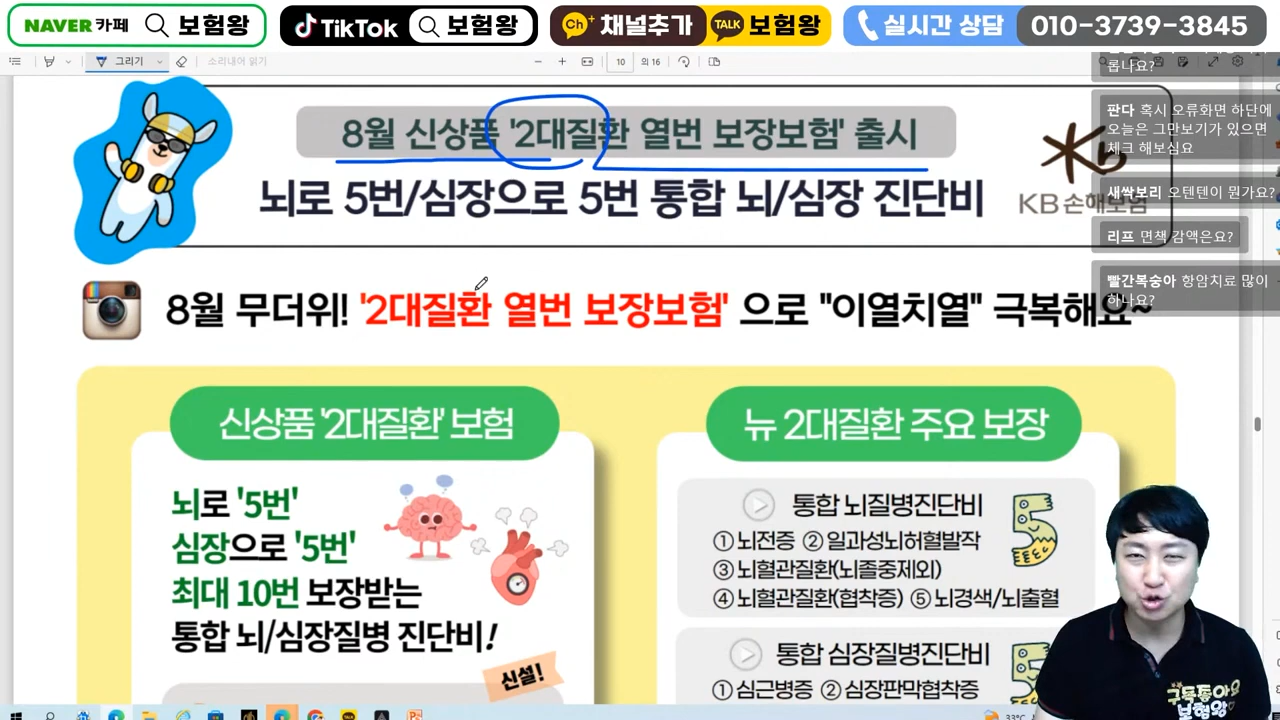 NAVER 카페 보험왕
TikTok 보험왕
Ch+ 채널추가 TALK 보험왕
실시간 상담 010-3739-3845
그리기
소리내어 읽기
10 의 16
롭나요?
판다 혹시 오류화면 하단에
오늘은 그만보기가 있으면
체크 해보심요
새싹보리 오텐텐이 뭔가요?
리프 면책 감액은요?
빨간복숭아 항암치료 많이
하나요?
8월 신상품 '2대질환 열번 보장보험' 출시
뇌로 5번/심장으로 5번 통합 뇌/심장 진단비
KB 손해보험
8월 무더위! '2대질환 열번 보장보험' 으로 "이열치열" 극복해요~
신상품 '2대질환' 보험
뇌로 '5번'
심장으로 '5번'
최대 10번 보장받는
통합 뇌/심장질병 진단비!
신설!
뉴 2대질환 주요 보장
통합 뇌질병진단비
① 뇌전증 ② 일과성뇌허혈발작
③ 뇌혈관질환(뇌졸중제외)
④ 뇌혈관질환(협착증) ⑤ 뇌경색/뇌출혈
5
통합 심장질병진단비
① 심근병증 ② 심장판막협착증
5
구독좋아요
보험왕
33°C